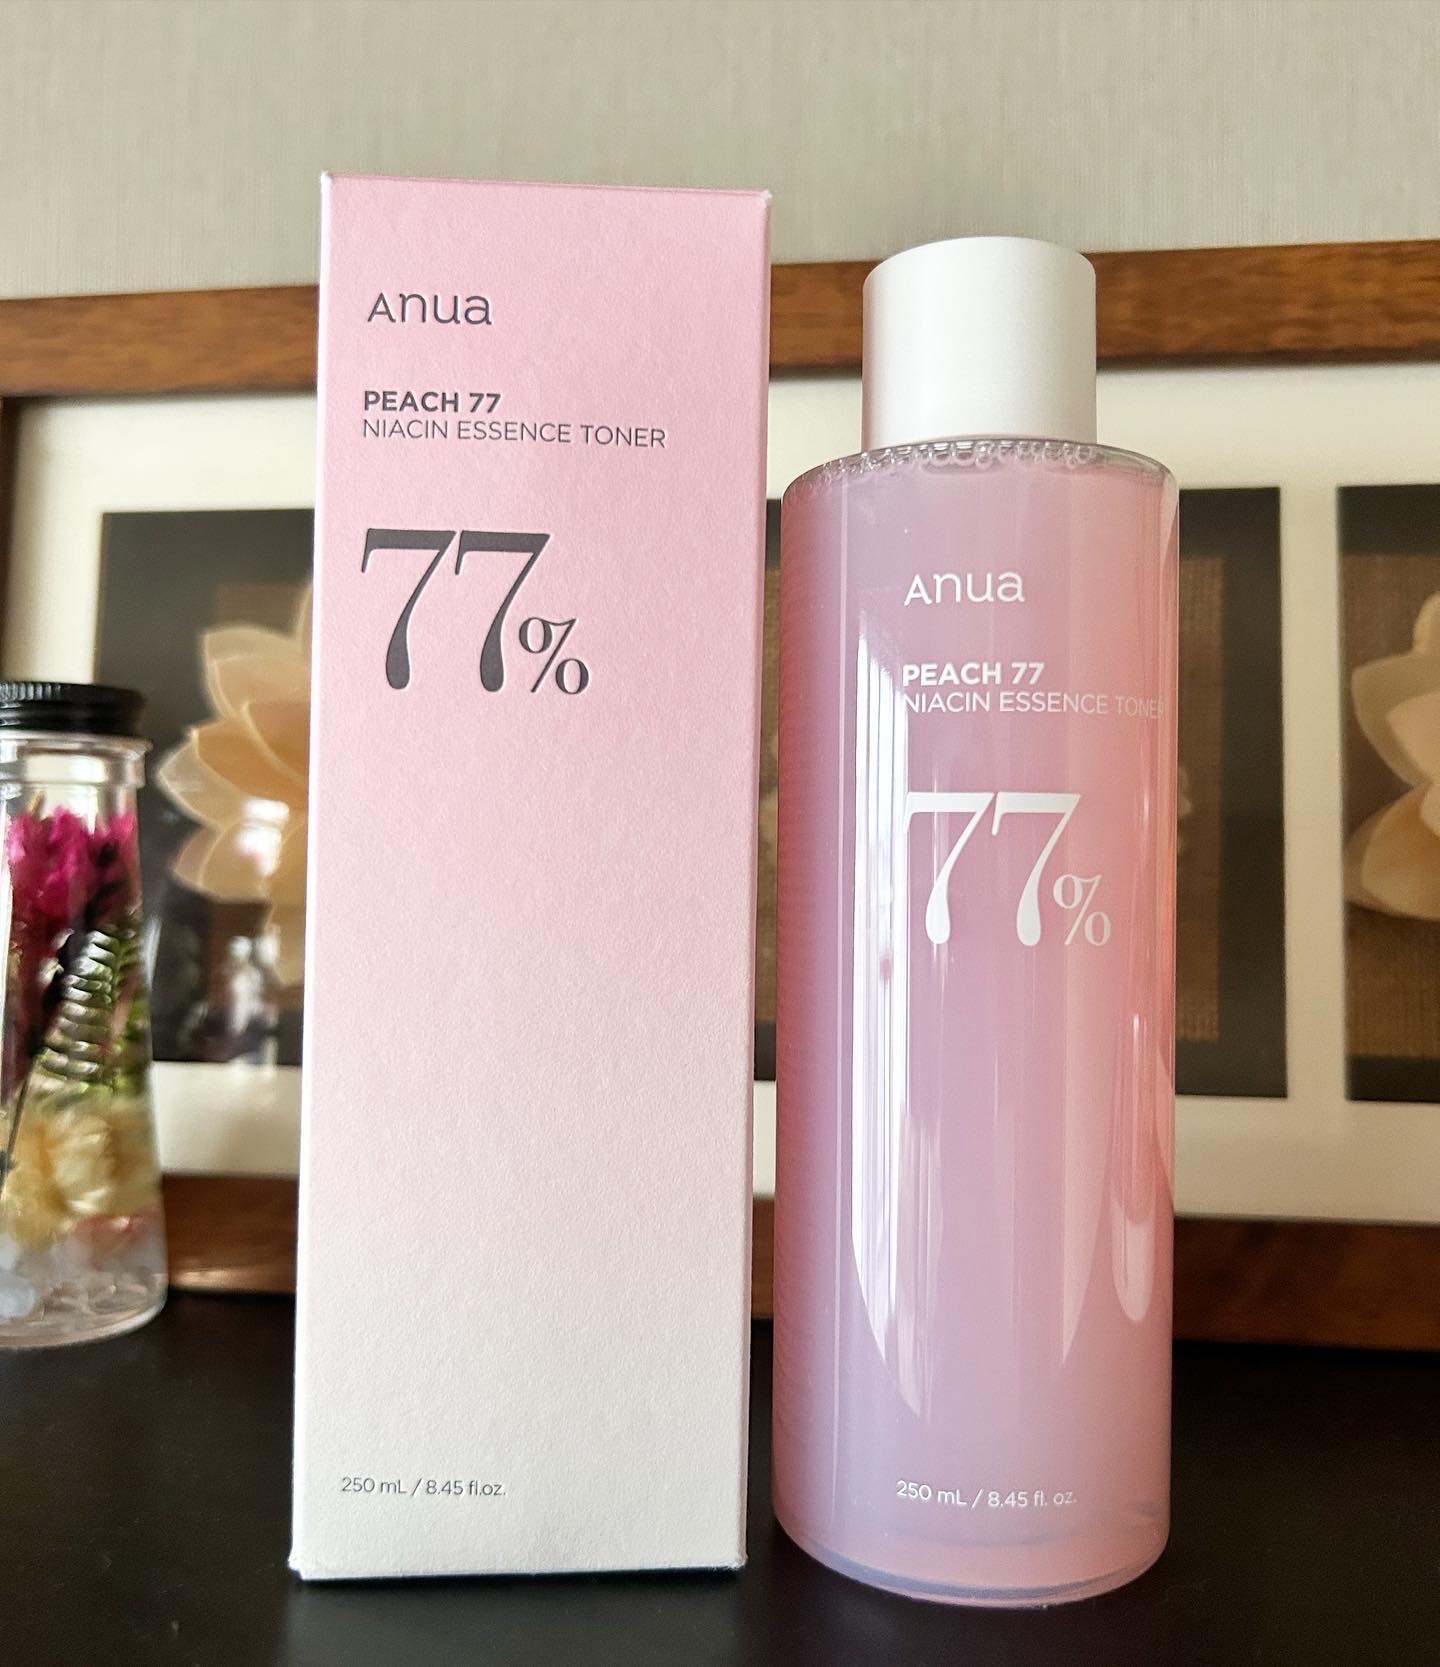 Anua
PEACH 77
NIACIN ESSENCE TONER
77%
250 mL / 8.45 fl.oz.
Anua
PEACH 77
NIACIN ESSENCE TONER
77%
250 mL / 8.45 fl. oz.